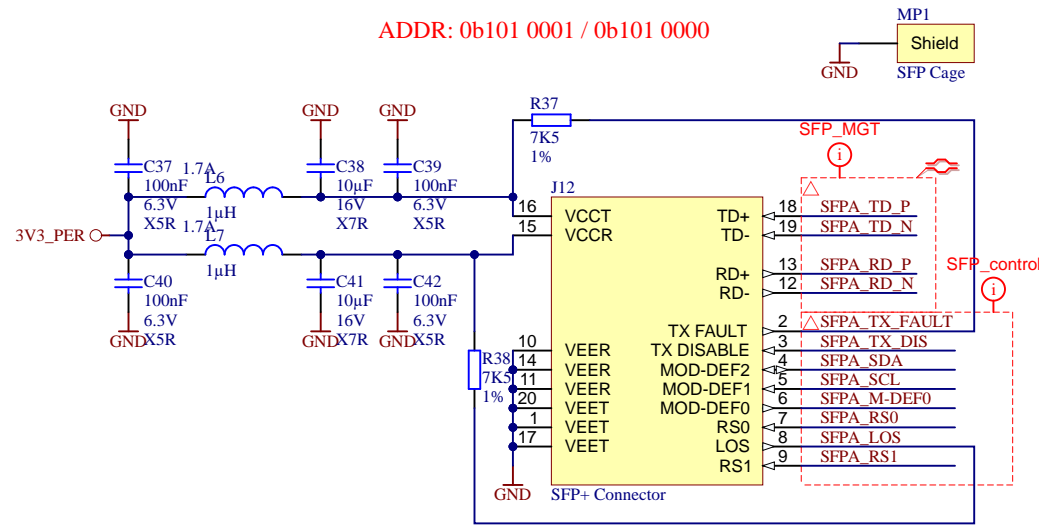 ADDR: 0b101 0001 / 0b101 0000
MP1
Shield
GND
SFP Cage
GND
GND
GND
R37
7K5
1%
SFP_MGT
i
C37
100nF
6.3V
X5R
1.7A
L6
1µH
C38
10µF
16V
X7R
C39
100nF
6.3V
X5R
J12
16
VCCT
15
VCCR
TD+
18
SFPA_TD_P
TD-
19
SFPA_TD_N
3V3_PER
1.7A
L7
1µH
RD+
13
SFPA_RD_P
RD-
12
SFPA_RD_N
SFP_control
i
C40
100nF
6.3V
X5R
GND
C41
10µF
16V
X7R
GND
C42
100nF
6.3V
X5R
GND
TX FAULT
2
SFPA_TX_FAULT
10
VEER
TX DISABLE
3
SFPA_TX_DIS
R38
7K5
1%
14
VEER
MOD-DEF2
4
SFPA_SDA
11
VEER
MOD-DEF1
5
SFPA_SCL
20
VEET
MOD-DEF0
6
SFPA_M-DEF0
1
VEET
RS0
7
SFPA_RS0
17
VEET
LOS
8
SFPA_LOS
RS1
9
SFPA_RS1
GND
SFP+ Connector